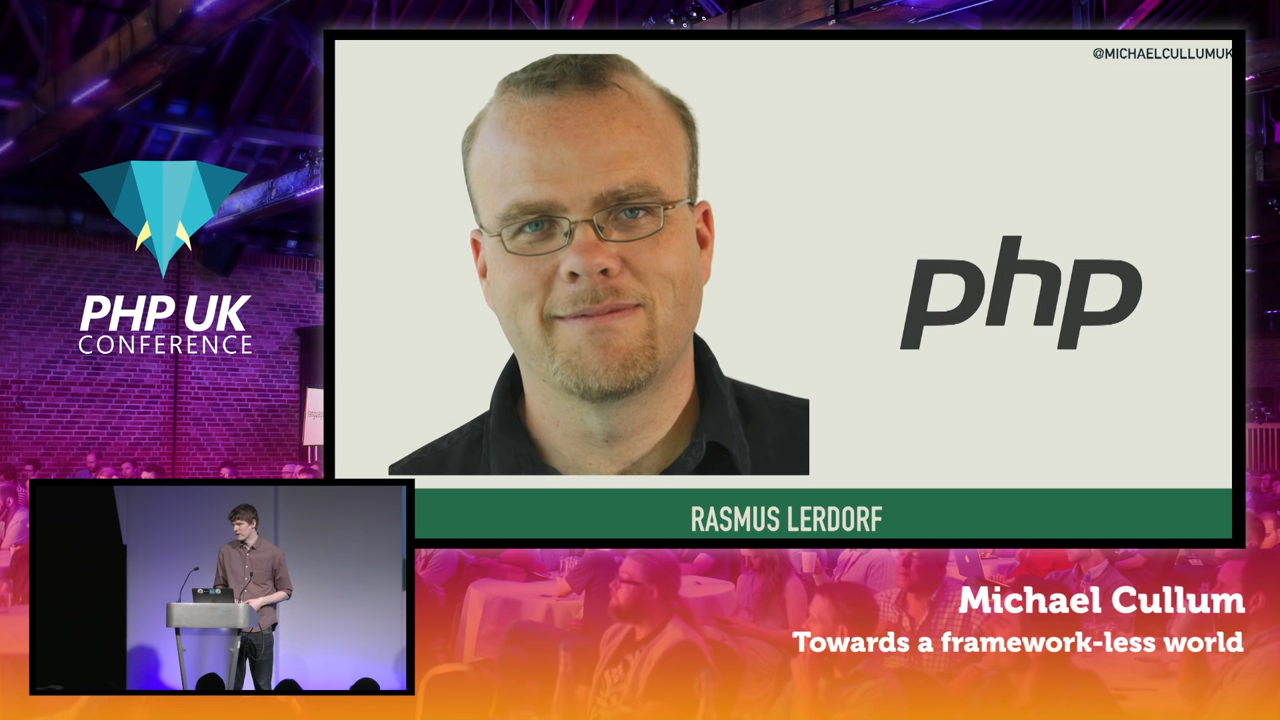 @MICHAELCULLUMUK
php
PHP UK
CONFERENCE
RASMUS LERDORF
Michael Cullum
Towards a framework-less world